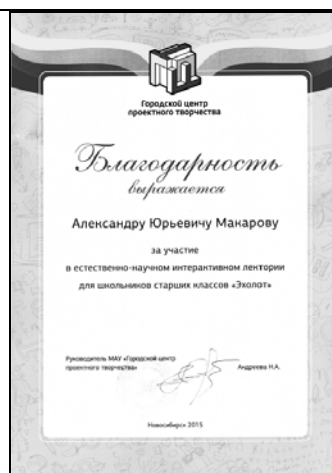 Городской центр
проектного творчества
Благодарность
выражается
Александру Юрьевичу Макарову
за участие
в естественно-научном интерактивном лектории
для школьников старших классов «Эхолот»
Руководитель МАУ «Городской центр
проектного творчества» Андреева Н.А.
Новосибирск 2015